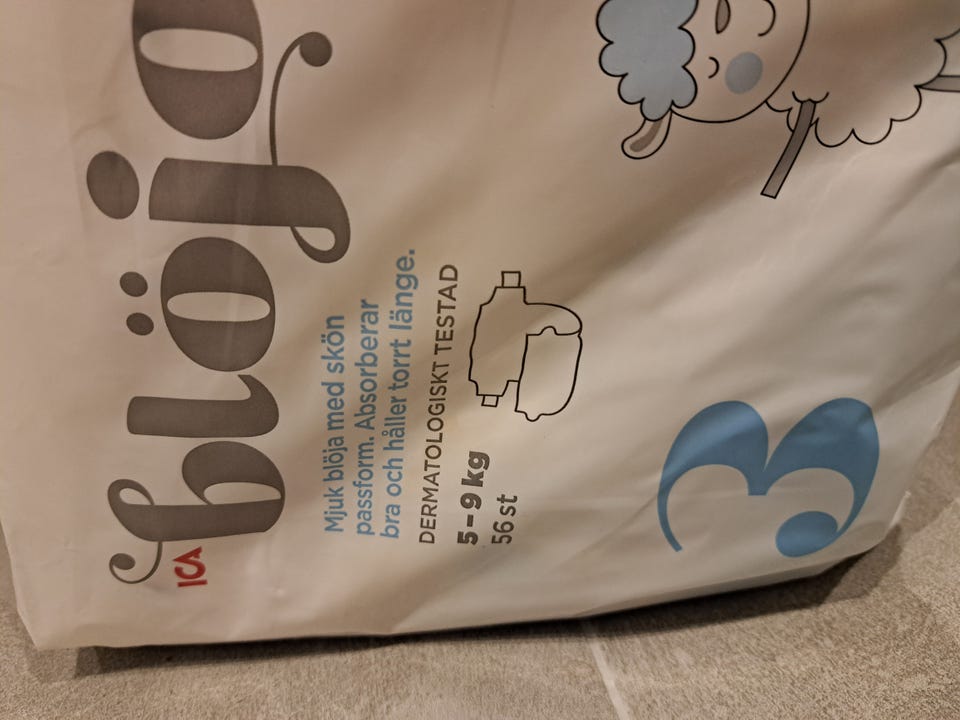 ICA
blöjo
Mjuk blöja med skön
passform. Absorberar
bra och håller torrt länge.
DERMATOLOGISKT TESTAD
5-9 kg
56 st
3